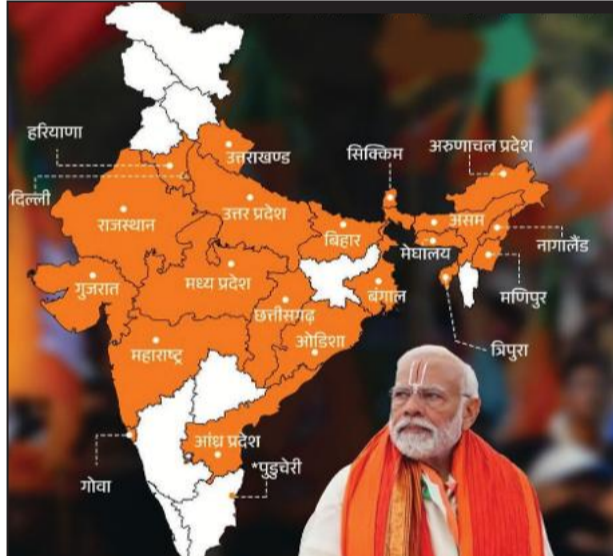 हरियाणा
उत्तराखण्ड
सिक्किम
अरुणाचल प्रदेश
*दिल्ली
राजस्थान
उत्तर प्रदेश
बिहार
असम
मेघालय
नागालैंड
गुजरात
मध्य प्रदेश
छत्तीसगढ़
बंगाल
मणिपुर
महाराष्ट्र
ओडिशा
त्रिपुरा
आंध्र प्रदेश
गोवा
*पुडुचेरी